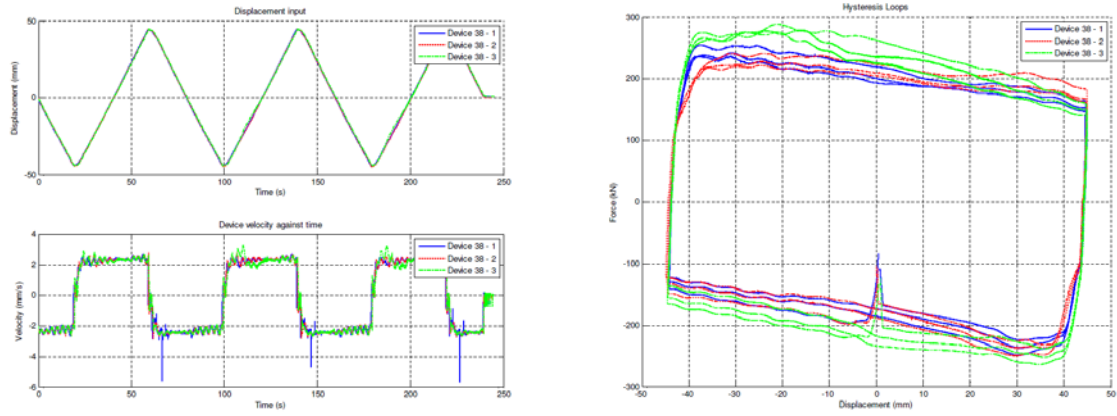 Displacement input
Displacement (mm)
50
0
-50
0
50
100
150
200
250
Time (s)
Device 38 - 1
Device 38 - 2
Device 38 - 3
Device velocity against time
Velocity (mm/s)
4
2
0
-2
-4
-6
0
50
100
150
200
250
Time (s)
Device 38 - 1
Device 38 - 2
Device 38 - 3
Hysteresis Loops
Force (kN)
300
200
100
0
-100
-200
-300
-50
-40
-30
-20
-10
0
10
20
30
40
50
Displacement (mm)
Device 38 - 1
Device 38 - 2
Device 38 - 3